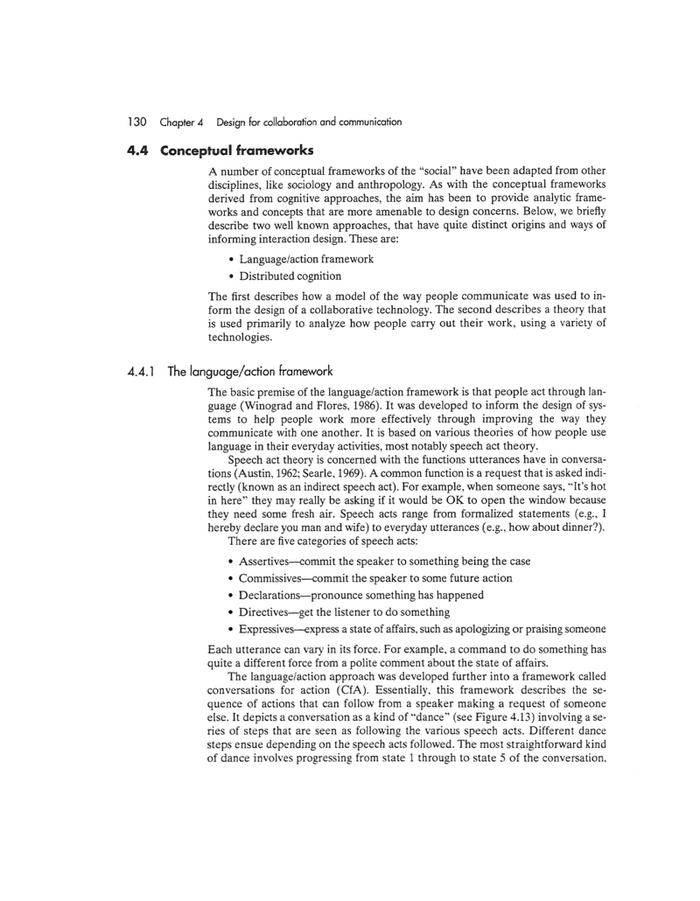 130 Chapter 4 Design for collaboration and communication
4.4 Conceptual frameworks
A number of conceptual frameworks of the “social” have been adapted from other
disciplines, like sociology and anthropology. As with the conceptual frameworks
derived from cognitive approaches, the aim has been to provide analytic frame-
works and concepts that are more amenable to design concerns. Below, we briefly
describe two well known approaches, that have quite distinct origins and ways of
informing interaction design. These are:
• Language/action framework
• Distributed cognition
The first describes how a model of the way people communicate was used to in-
form the design of a collaborative technology. The second describes a theory that
is used primarily to analyze how people carry out their work, using a variety of
technologies.
4.4.1 The language/action framework
The basic premise of the language/action framework is that people act through lan-
guage (Winograd and Flores, 1986). It was developed to inform the design of sys-
tems to help people work more effectively through improving the way they
communicate with one another. It is based on various theories of how people use
language in their everyday activities, most notably speech act theory.
Speech act theory is concerned with the functions utterances have in conversa-
tions (Austin, 1962; Searle, 1969). A common function is a request that is asked indi-
rectly (known as an indirect speech act). For example, when someone says, “It’s hot
in here” they may really be asking if it would be OK to open the window because
they need some fresh air. Speech acts range from formalized statements (e.g., I
hereby declare you man and wife) to everyday utterances (e.g., how about dinner?).
There are five categories of speech acts:
• Assertives—commit the speaker to something being the case
• Commissives—commit the speaker to some future action
• Declarations—pronounce something has happened
• Directives—get the listener to do something
• Expressives—express a state of affairs, such as apologizing or praising someone
Each utterance can vary in its force. For example, a command to do something has
quite a different force from a polite comment about the state of affairs.
The language/action approach was developed further into a framework called
conversations for action (CfA). Essentially, this framework describes the se-
quence of actions that can follow from a speaker making a request of someone
else. It depicts a conversation as a kind of “dance” (see Figure 4.13) involving a se-
ries of steps that are seen as following the various speech acts. Different dance
steps ensue depending on the speech acts followed. The most straightforward kind
of dance involves progressing from state 1 through to state 5 of the conversation,